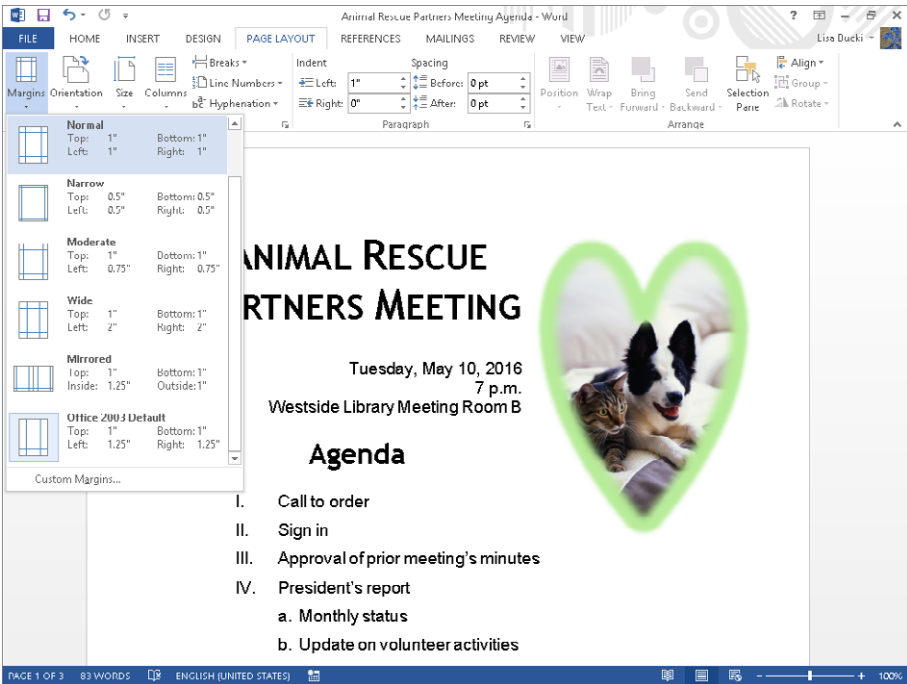 Animal Rescue Partners Meeting Agenda - Word
FILE HOME INSERT DESIGN PAGE LAYOUT REFERENCES MAILINGS REVIEW VIEW Lisa Bucki
Margins
Orientation
Size
Columns
Breaks
Line Numbers
Hyphenation
Indent
Left: 1"
Right: 0"
Spacing
Before: 0 pt
After: 0 pt
Paragraph
Position
Wrap Text
Bring Forward
Send Backward
Selection Pane
Align
Group
Rotate
Arrange
Normal
Top: 1" Bottom: 1"
Left: 1" Right: 1"
Narrow
Top: 0.5" Bottom: 0.5"
Left: 0.5" Right: 0.5"
Moderate
Top: 1" Bottom: 1"
Left: 0.75" Right: 0.75"
Wide
Top: 1" Bottom: 1"
Left: 2" Right: 2"
Mirrored
Top: 1" Bottom: 1"
Inside: 1.25" Outside: 1"
Office 2003 Default
Top: 1" Bottom: 1"
Left: 1.25" Right: 1.25"
Custom Margins...
ANIMAL RESCUE
RTNERS MEETING
Tuesday, May 10, 2016
7 p.m.
Westside Library Meeting Room B
Agenda
I. Call to order
II. Sign in
III. Approval of prior meeting's minutes
IV. President's report
a. Monthly status
b. Update on volunteer activities
PAGE 1 OF 3 83 WORDS ENGLISH (UNITED STATES) 100%